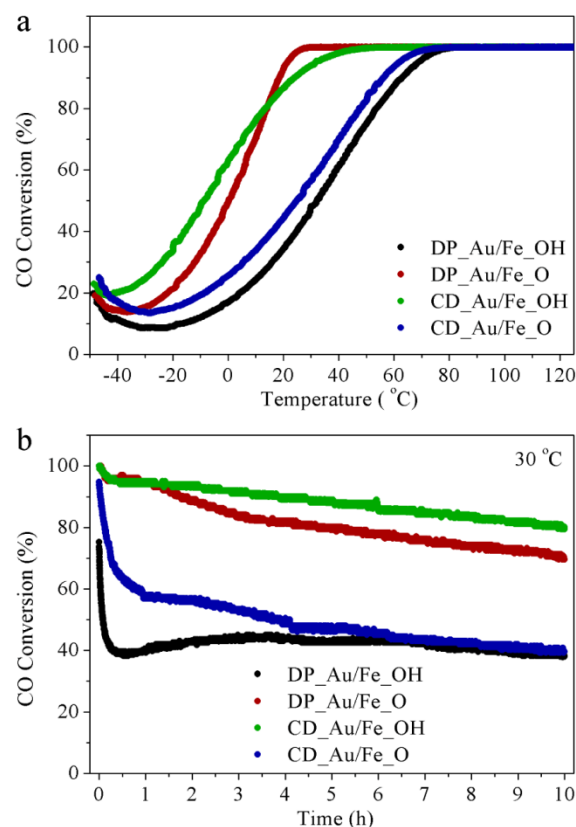 a
CO Conversion (%)
100
80
60
40
20
0
DP_Au/Fe_OH
DP_Au/Fe_O
CD_Au/Fe_OH
CD_Au/Fe_O
-40 -20 0 20 40 60 80 100 120
Temperature ( °C)
b
30 °C
CO Conversion (%)
100
80
60
40
20
0
DP_Au/Fe_OH
DP_Au/Fe_O
CD_Au/Fe_OH
CD_Au/Fe_O
0 1 2 3 4 5 6 7 8 9 10
Time (h)